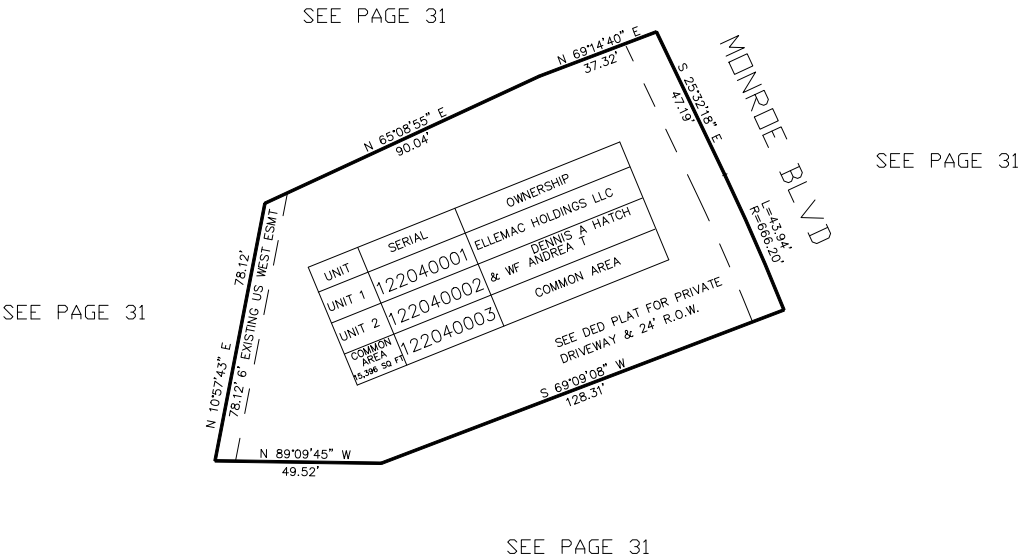 SEE PAGE 31
N 69°14'40" E
37.32'
MONROE BLVD
S 25°32'18" E
47.19'
N 65°08'55" E
90.04'
SEE PAGE 31
L=43.94'
R=666.20'
UNIT SERIAL OWNERSHIP
UNIT 1 122040001 ELLEMAC HOLDINGS LLC
UNIT 2 122040002 DENNIS A HATCH
& WF ANDREA T
COMMON
AREA
15,396 SQ FT
122040003 COMMON AREA
78.12'
78.12' 6' EXISTING US WEST ESMT
N 10°57'43" E
SEE PAGE 31
SEE DED PLAT FOR PRIVATE
DRIVEWAY & 24' R.O.W.
S 69°09'08" W
128.31'
N 89°09'45" W
49.52'
SEE PAGE 31